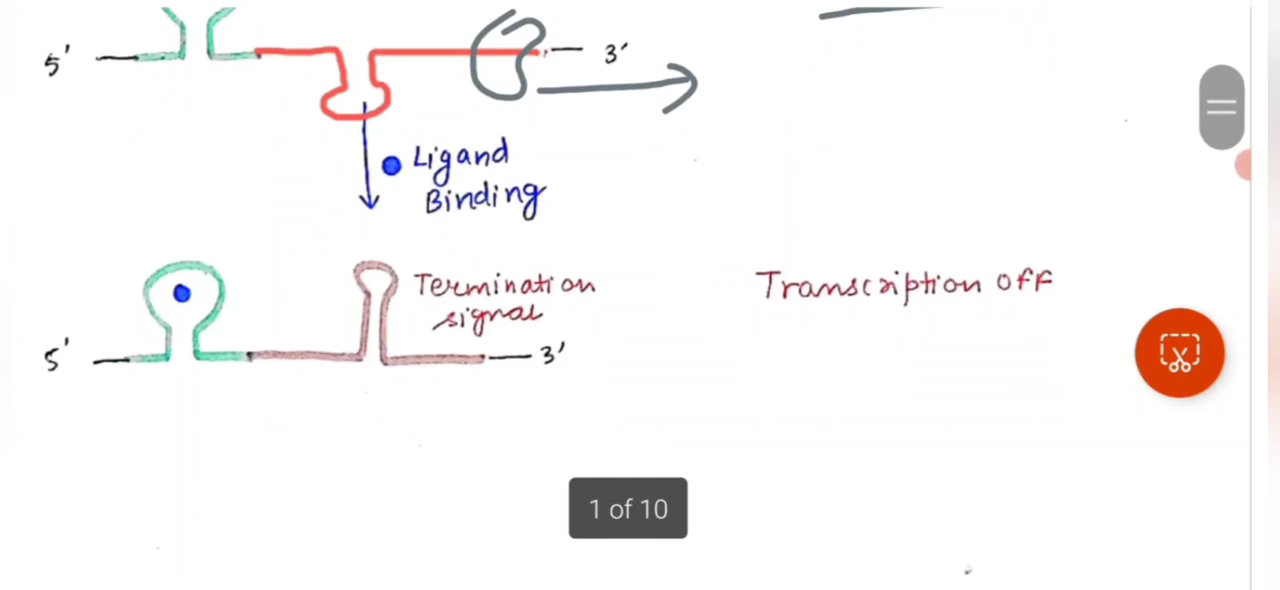 5' 3'
Ligand
Binding
Termination
signal
Transcription off
5' 3'
1 of 10